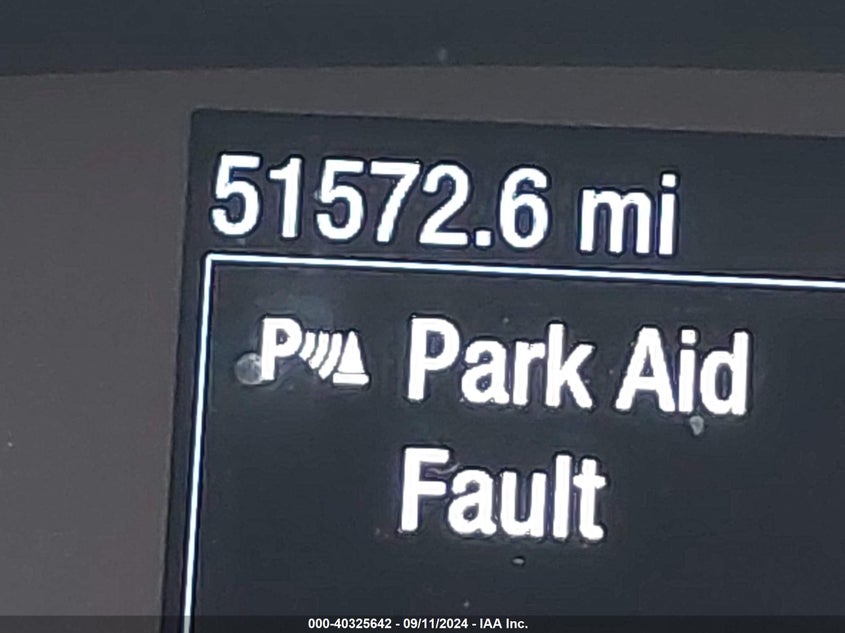 51572.6 mi
P Park Aid
Fault
000-40325642 - 09/11/2024 - IAA Inc.